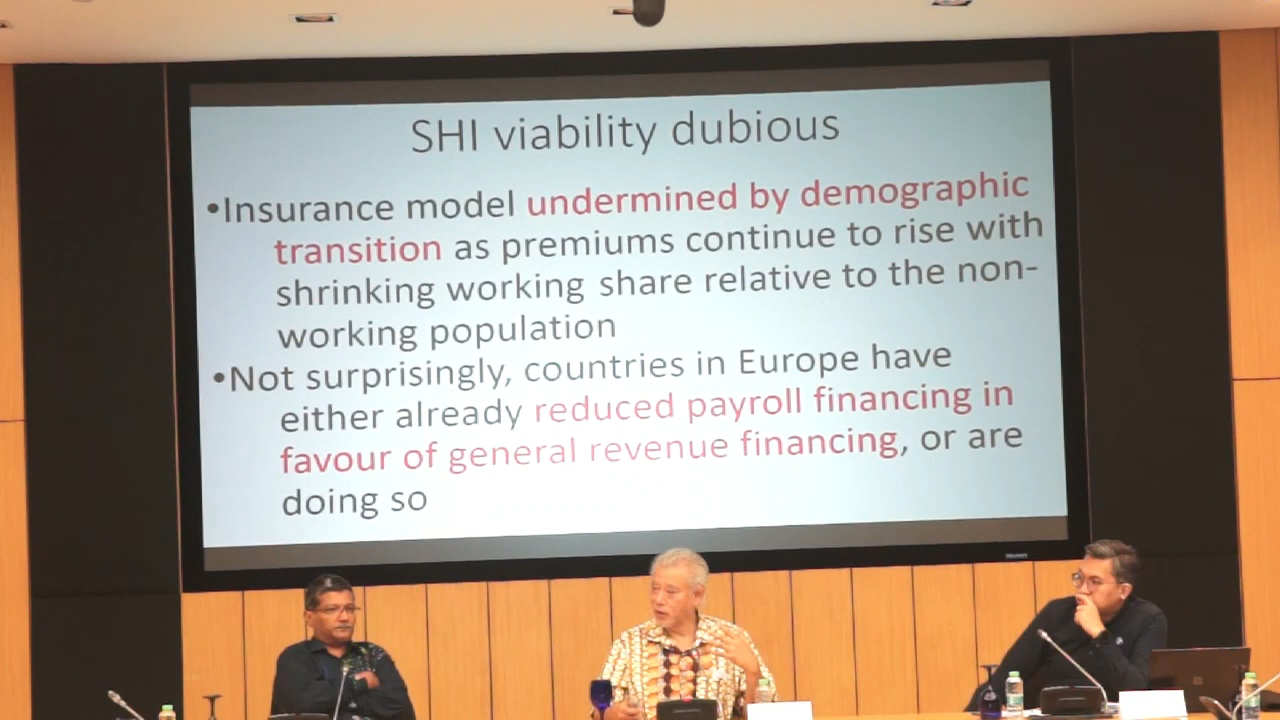 SHI viability dubious
•Insurance model undermined by demographic
transition as premiums continue to rise with
shrinking working share relative to the non-
working population
•Not surprisingly, countries in Europe have
either already reduced payroll financing in
favour of general revenue financing, or are
doing so